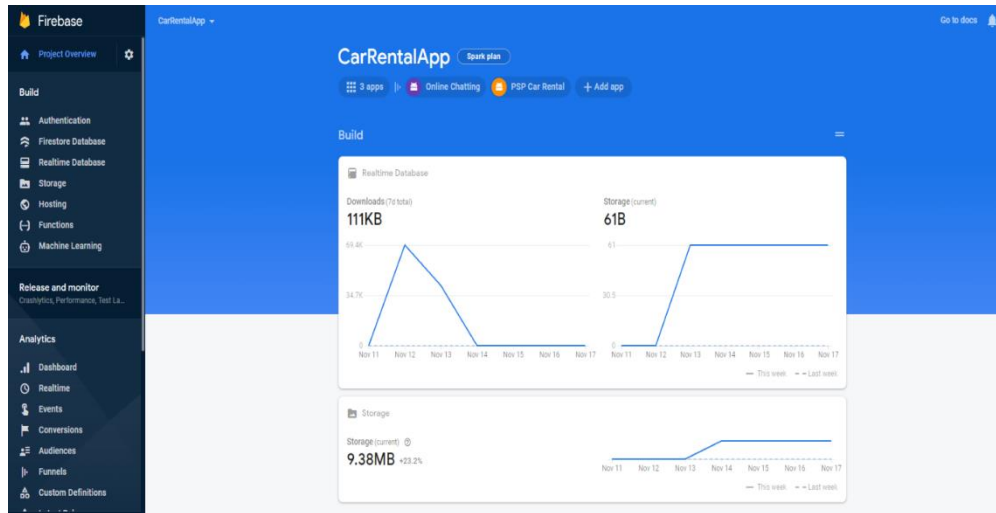 Firebase
CarRentalApp
Go to docs
Project Overview
Build
Authentication
Firestore Database
Realtime Database
Storage
Hosting
Functions
Machine Learning
Release and monitor
Crashlytics, Performance, Test La...
Analytics
Dashboard
Realtime
Events
Conversions
Audiences
Funnels
Custom Definitions
CarRentalApp Spark plan
3 apps Online Chatting PSP Car Rental + Add app
Build
Realtime Database
Downloads (7d total)
111KB
69.4K
34.7K
0
Nov 11 Nov 12 Nov 13 Nov 14 Nov 15 Nov 16 Nov 17
Storage (current)
61B
61
30.5
0
Nov 11 Nov 12 Nov 13 Nov 14 Nov 15 Nov 16 Nov 17
This week Last week
Storage
Storage (current)
9.38MB +23.2%
Nov 11 Nov 12 Nov 13 Nov 14 Nov 15 Nov 16 Nov 17
This week Last week